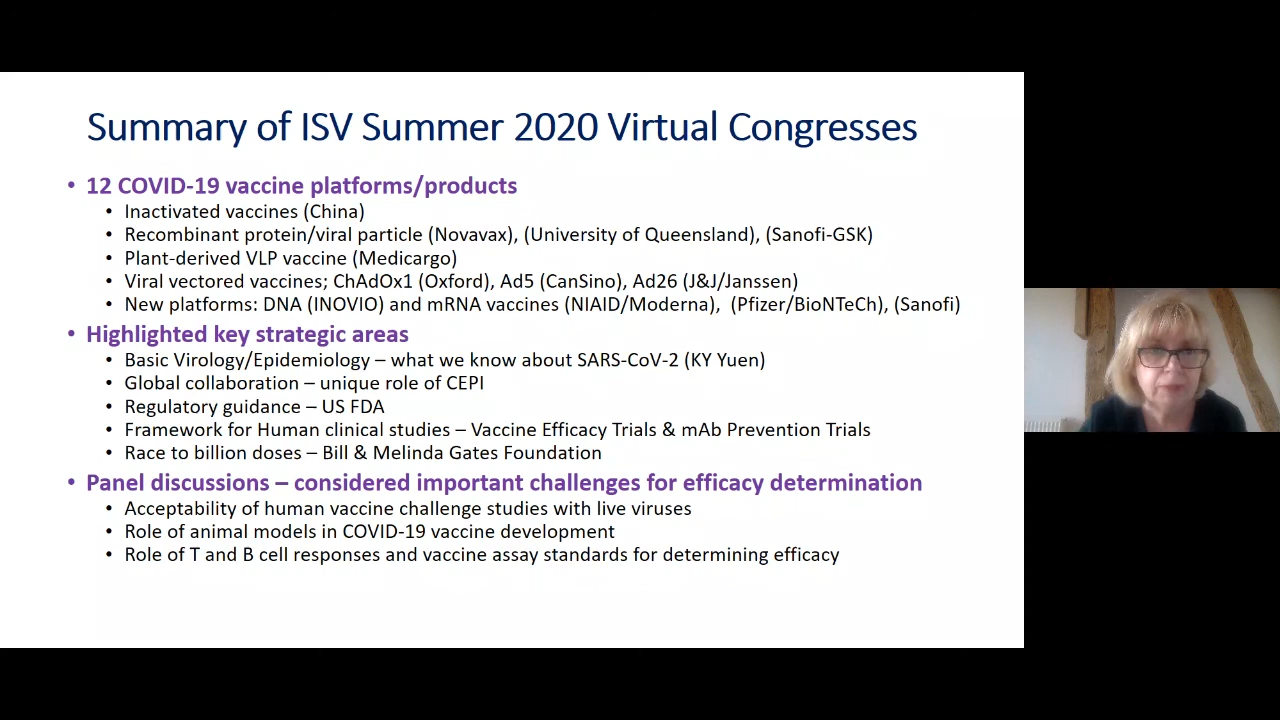 Summary of ISV Summer 2020 Virtual Congresses
• 12 COVID-19 vaccine platforms/products
• Inactivated vaccines (China)
• Recombinant protein/viral particle (Novavax), (University of Queensland), (Sanofi-GSK)
• Plant-derived VLP vaccine (Medicargo)
• Viral vectored vaccines; ChAdOx1 (Oxford), Ad5 (CanSino), Ad26 (J&J/Janssen)
• New platforms: DNA (INOVIO) and mRNA vaccines (NIAID/Moderna), (Pfizer/BioNTeCh), (Sanofi)
• Highlighted key strategic areas
• Basic Virology/Epidemiology – what we know about SARS-CoV-2 (KY Yuen)
• Global collaboration – unique role of CEPI
• Regulatory guidance – US FDA
• Framework for Human clinical studies – Vaccine Efficacy Trials & mAb Prevention Trials
• Race to billion doses – Bill & Melinda Gates Foundation
• Panel discussions – considered important challenges for efficacy determination
• Acceptability of human vaccine challenge studies with live viruses
• Role of animal models in COVID-19 vaccine development
• Role of T and B cell responses and vaccine assay standards for determining efficacy